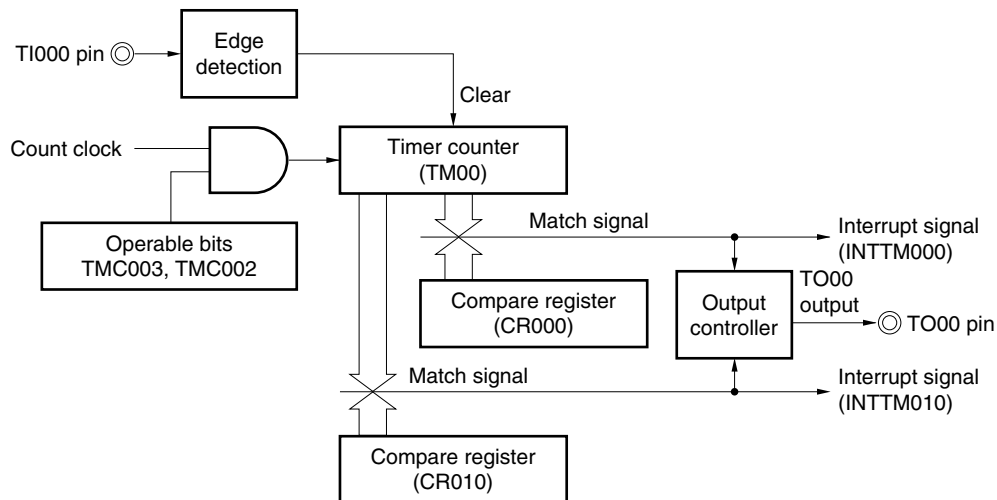 TI000 pin
Edge
detection
Clear
Count clock
Timer counter
(TM00)
Operable bits
TMC003, TMC002
Match signal
Interrupt signal
(INTTM000)
Compare register
(CR000)
Output
controller
TO00
output
TO00 pin
Match signal
Interrupt signal
(INTTM010)
Compare register
(CR010)